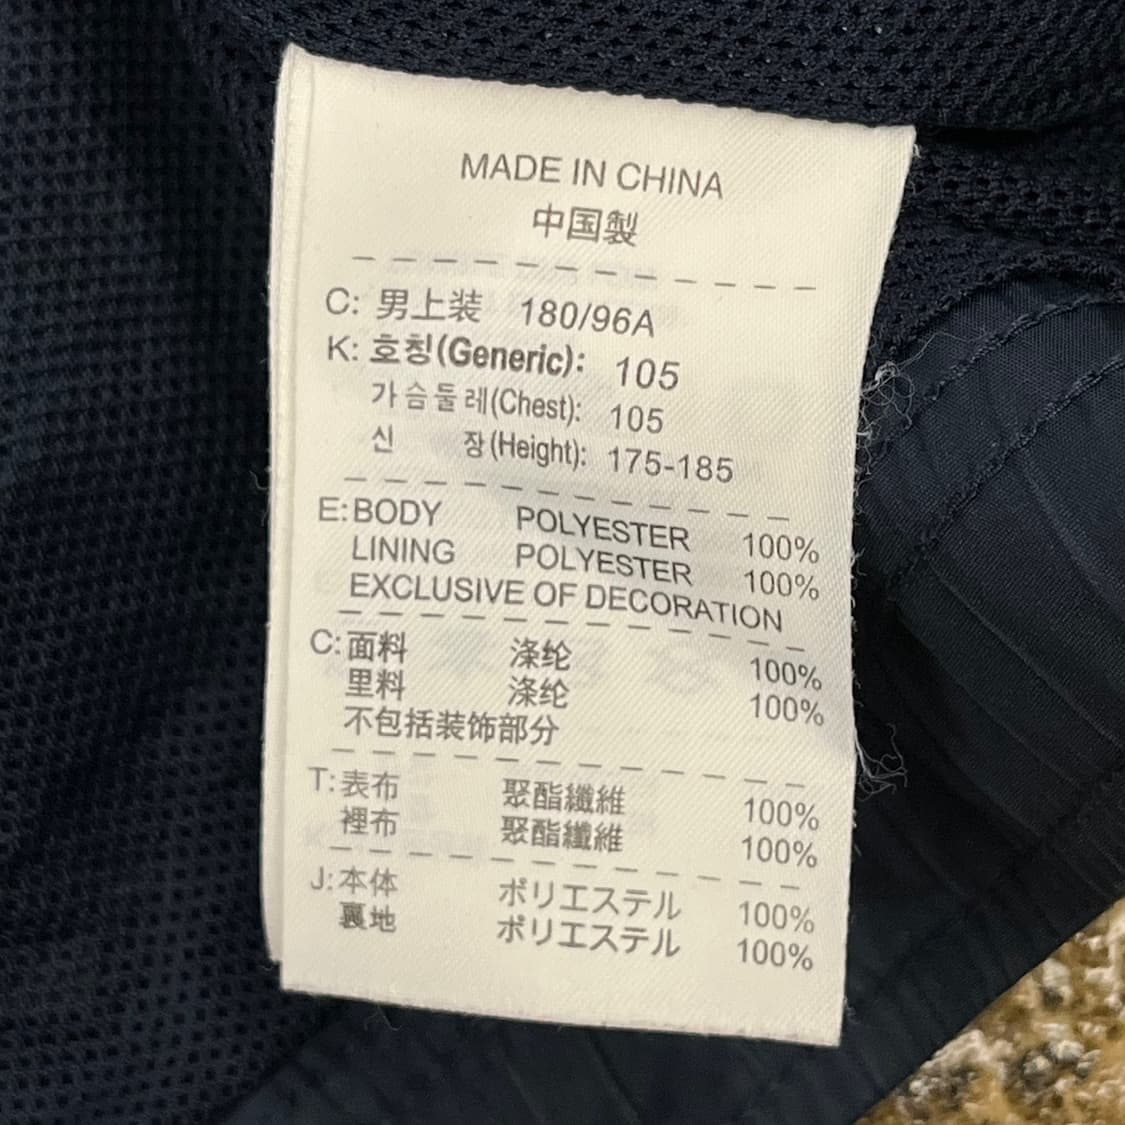 MADE IN CHINA
中国製
C: 男上装 180/96A
K: 호칭(Generic): 105
가슴둘레(Chest): 105
신 장(Height): 175-185
E:BODY POLYESTER 100%
LINING POLYESTER 100%
EXCLUSIVE OF DECORATION
C:面料 涤纶 100%
里料 涤纶 100%
不包括装饰部分
T:表布 聚酯纖維 100%
裡布 聚酯纖維 100%
J:本体 ポリエステル 100%
裏地 ポリエステル 100%